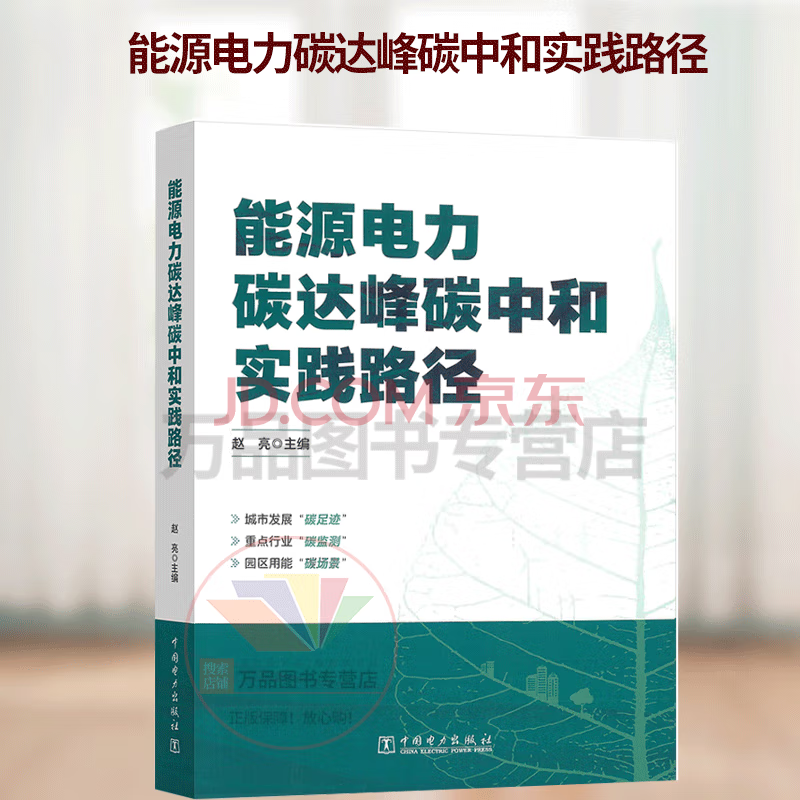 能源电力碳达峰碳中和实践路径
能源电力碳达峰碳中和实践路径
赵 亮◎主编
中国电力出版社
能源电力
碳达峰碳中和
实践路径
JD.COM 京东
万品图书专营店
赵 亮◎主编
城市发展“碳足迹”
重点行业“碳监测”
园区用能“碳场景”
搜索
店铺
万品图书专营店
正版保障! 放心购!
中国电力出版社
CHINA ELECTRIC POWER PRESS